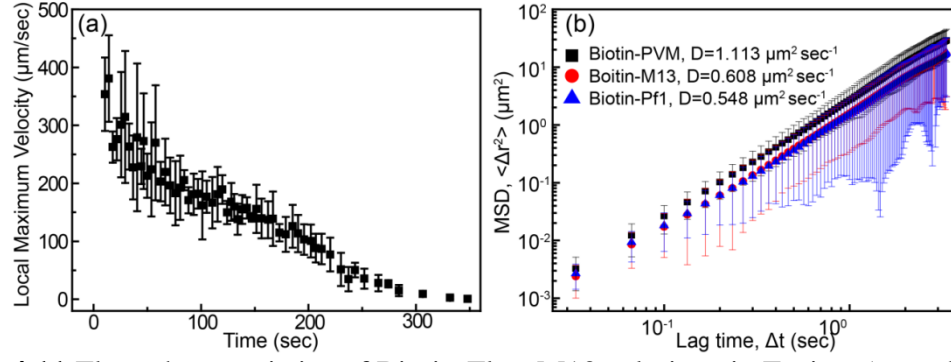 (a)
Local Maximum Velocity (μm/sec)
500
400
300
200
100
0
0
100
200
300
Time (sec)
(b)
Biotin-PVM, D=1.113 μm² sec⁻¹
Boitin-M13, D=0.608 μm² sec⁻¹
Biotin-Pf1, D=0.548 μm² sec⁻¹
MSD, <Δr²> (μm²)
10²
10¹
10⁰
10⁻¹
10⁻²
10⁻³
10⁻¹
10⁰
Lag time, Δt (sec)